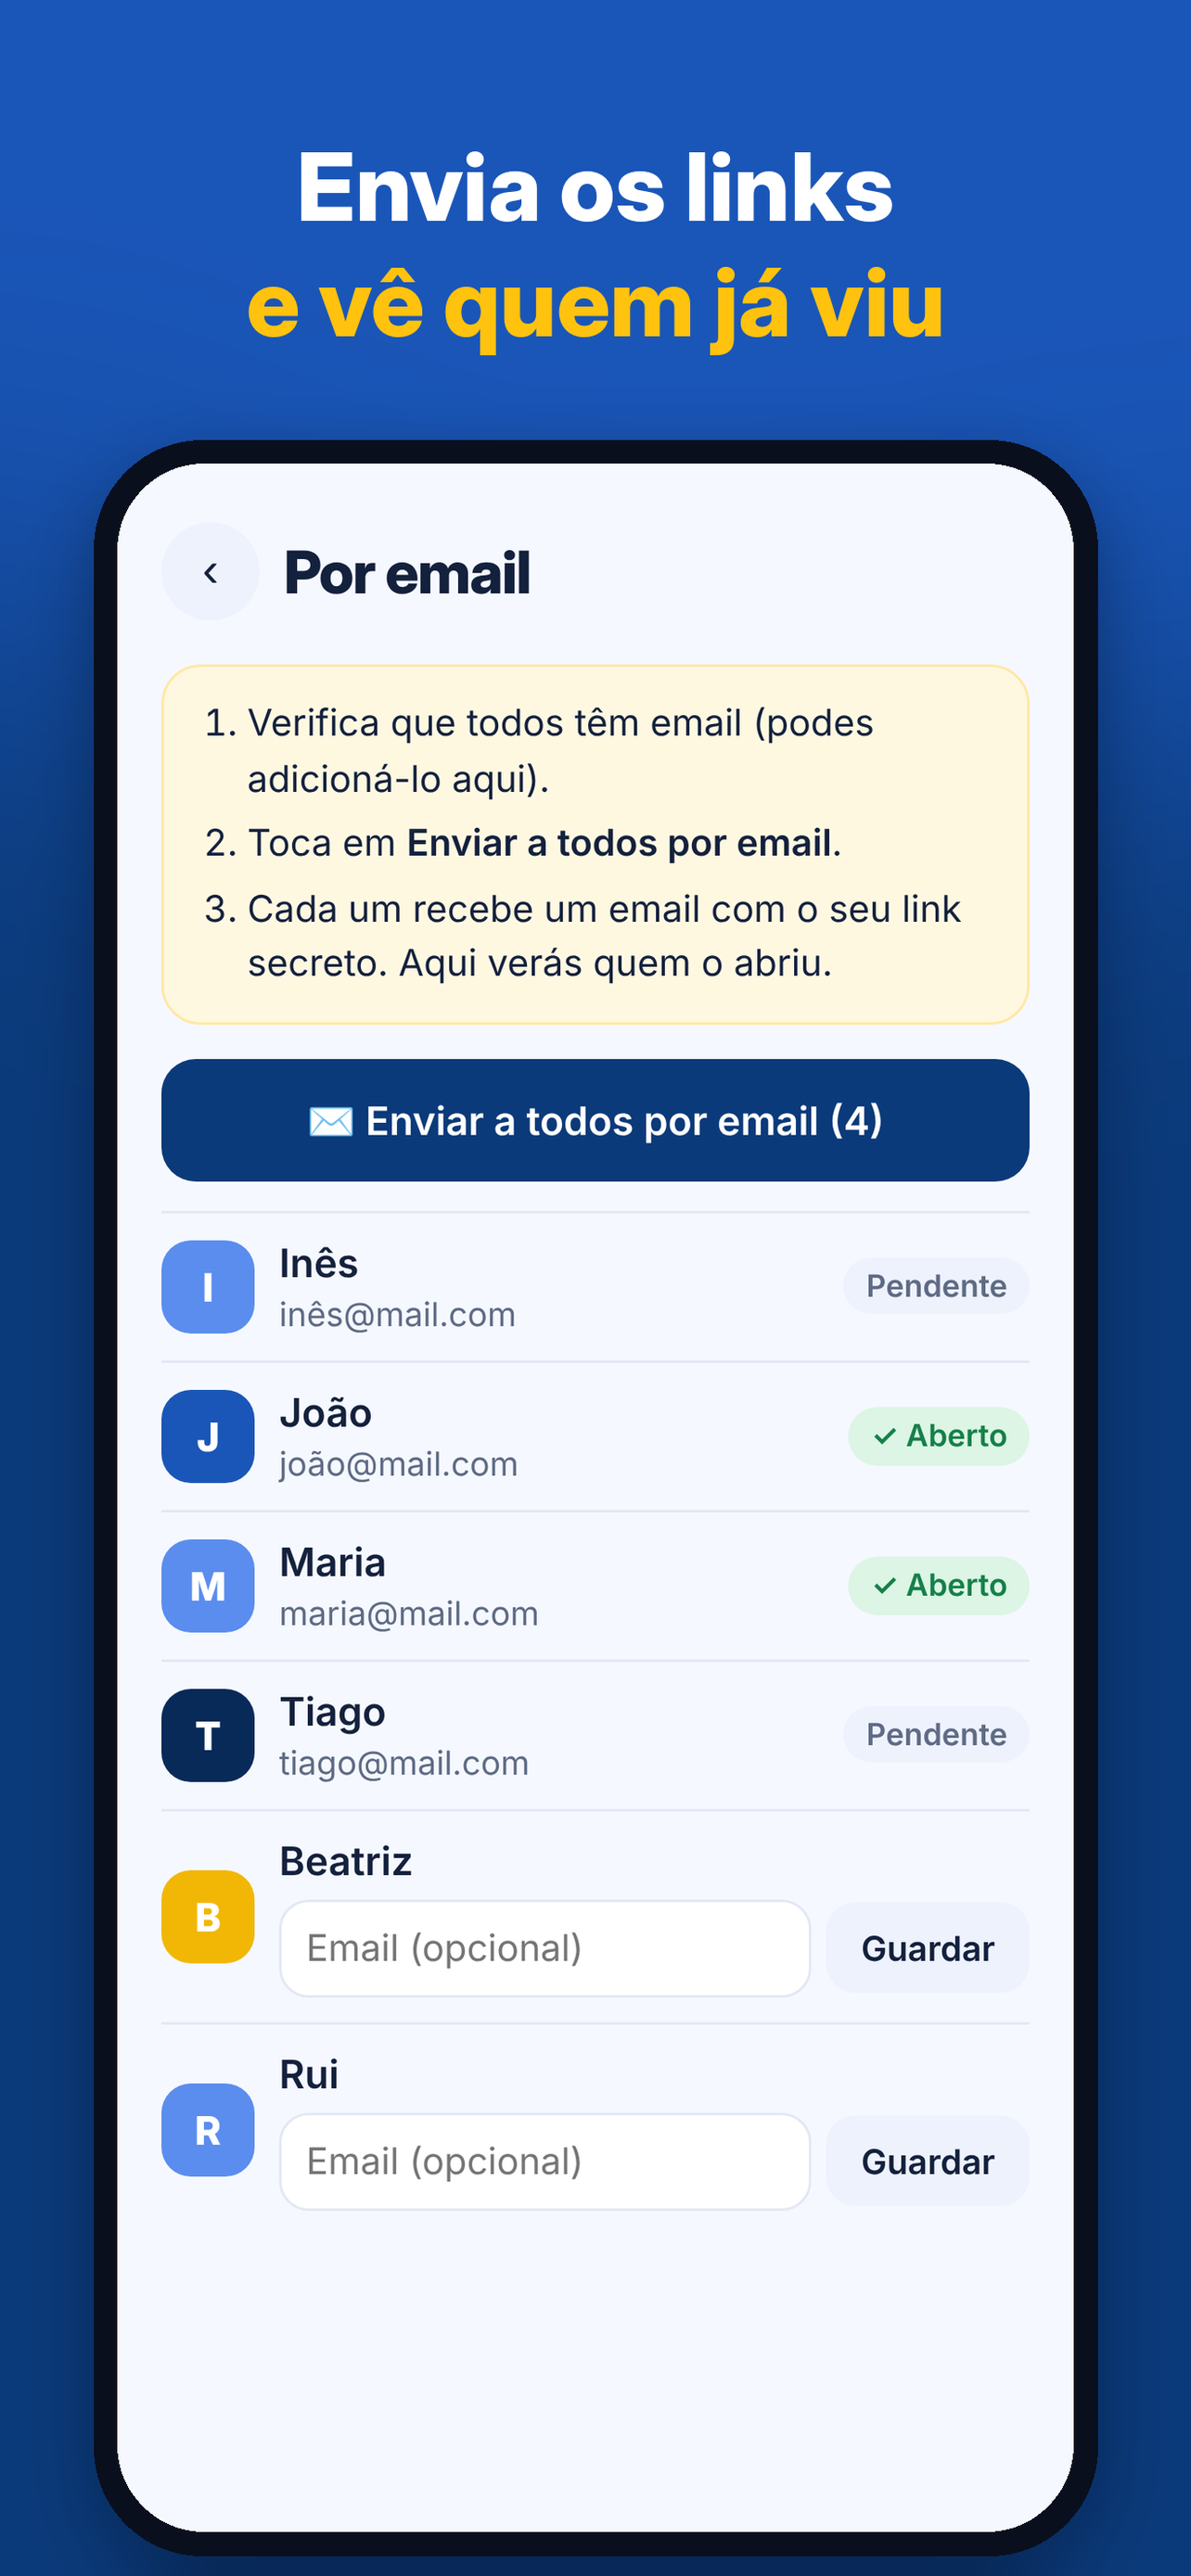 Envia os links
e vê quem já viu
‹ Por email
1. Verifica que todos têm email (podes
adicioná-lo aqui).
2. Toca em Enviar a todos por email.
3. Cada um recebe um email com o seu link
secreto. Aqui verás quem o abriu.
✉️ Enviar a todos por email (4)
I
Inês
inês@mail.com
Pendente
J
João
joão@mail.com
✓ Aberto
M
Maria
maria@mail.com
✓ Aberto
T
Tiago
tiago@mail.com
Pendente
B
Beatriz
Email (opcional)
Guardar
R
Rui
Email (opcional)
Guardar